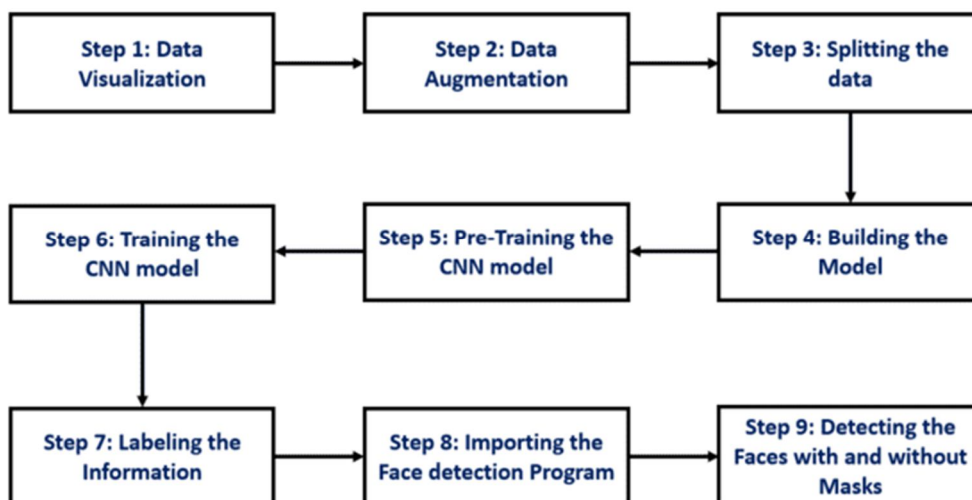 Step 1: Data
Visualization
Step 2: Data
Augmentation
Step 3: Splitting the
data
Step 4: Building the
Model
Step 5: Pre-Training the
CNN model
Step 6: Training the
CNN model
Step 7: Labeling the
Information
Step 8: Importing the
Face detection Program
Step 9: Detecting the
Faces with and without
Masks